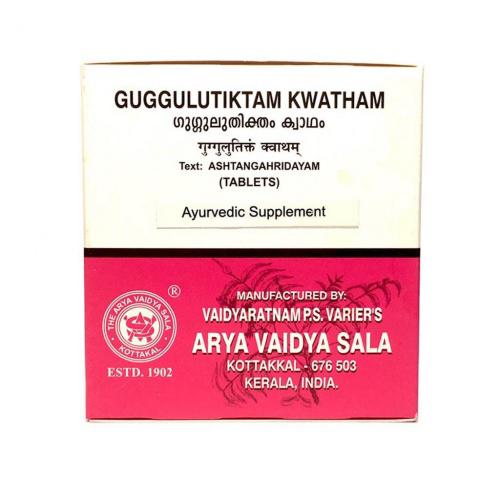 GUGGULUTIKTAM KWATHAM
ഗുഗ്ഗുലുതിക്തം ക്വാഥം
गुग्गुलुतिक्तं क्वाथम्
Text: ASHTANGAHRIDAYAM
(TABLETS)
Ayurvedic Supplement
MANUFACTURED BY:
VAIDYARATNAM P.S. VARIER'S
ARYA VAIDYA SALA
KOTTAKKAL - 676 503
KERALA, INDIA.
®
THE ARYA VAIDYA SALA
KOTTAKAL
ESTD. 1902